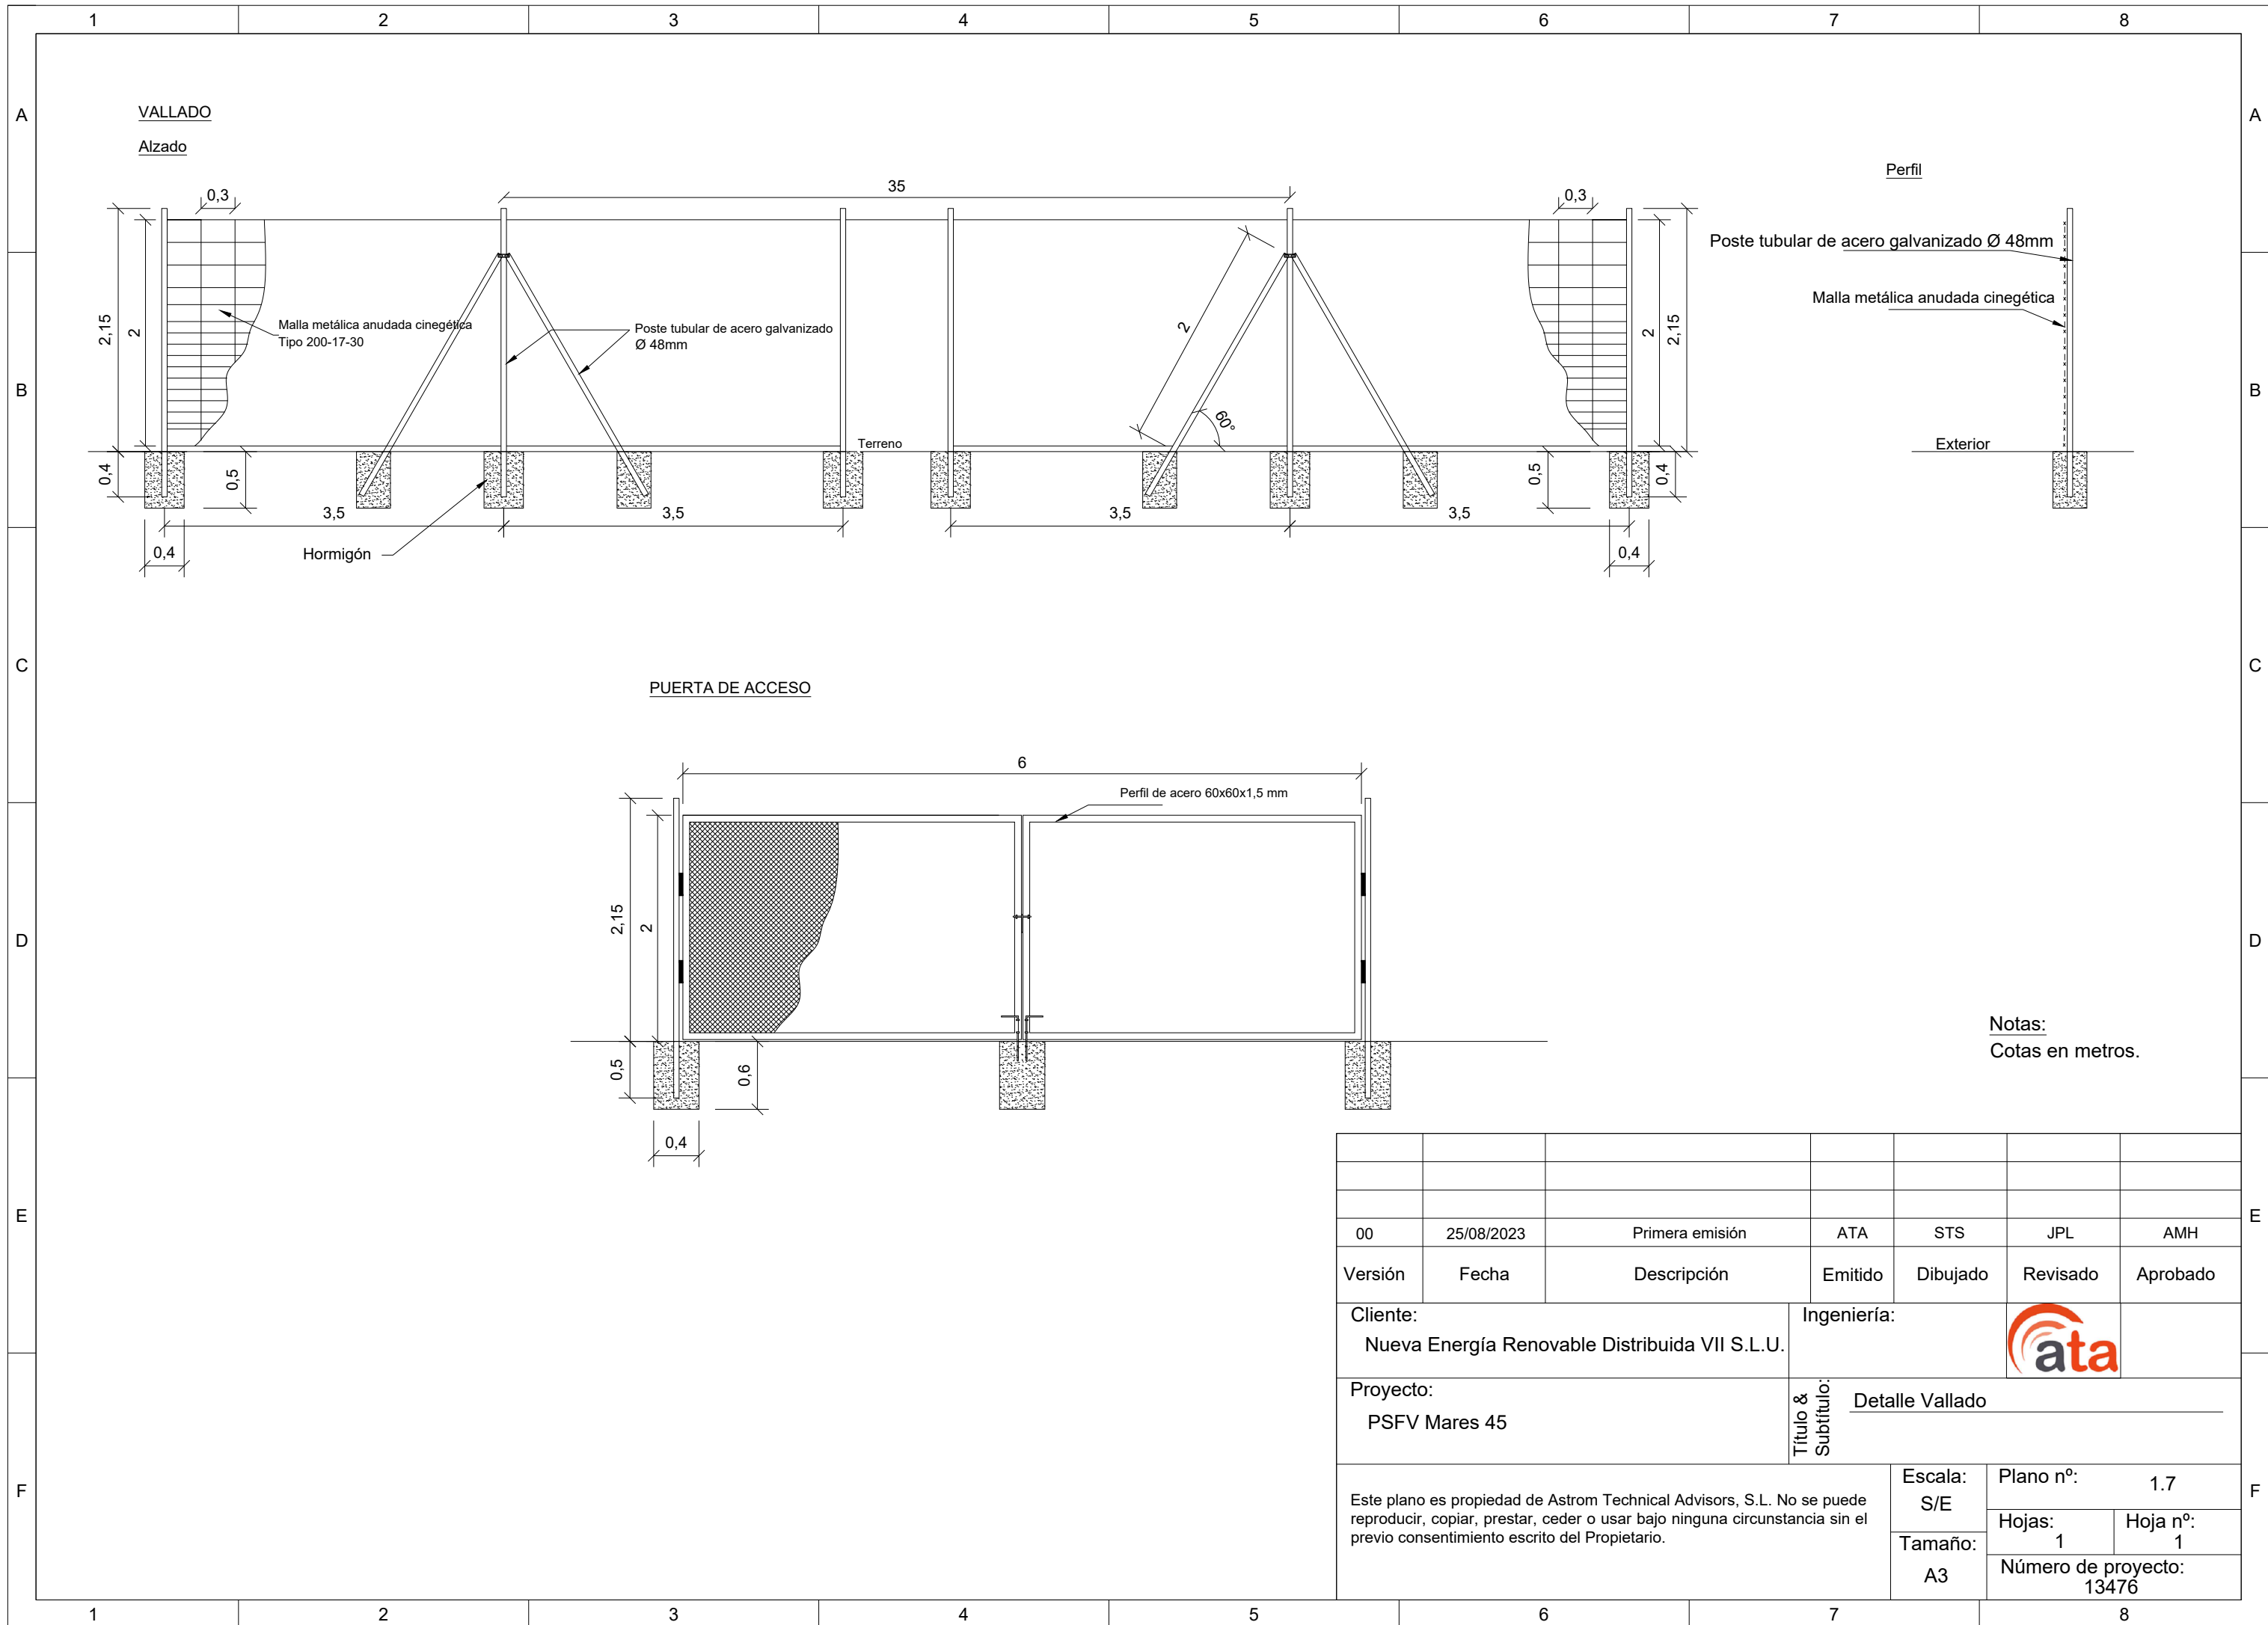 1 2 3 4 5 6 7 8
A A
B B
C C
D D
E E
F F
VALLADO
Alzado
Perfil
35
0,3
0,3
2,15
2
Malla metálica anudada cinegética
Tipo 200-17-30
Poste tubular de acero galvanizado
Ø 48mm
2
60°
2
2,15
Poste tubular de acero galvanizado Ø 48mm
Malla metálica anudada cinegética
Terreno
Exterior
0,4
0,5
0,5
0,4
3,5
3,5
3,5
3,5
0,4
Hormigón
0,4
PUERTA DE ACCESO
6
Perfil de acero 60x60x1,5 mm
2,15
2
0,5
0,6
0,4
Notas:
Cotas en metros.
00 25/08/2023 Primera emisión ATA STS JPL AMH
Versión Fecha Descripción Emitido Dibujado Revisado Aprobado
Cliente:
Nueva Energía Renovable Distribuida VII S.L.U.
Ingeniería:
ata
Proyecto:
PSFV Mares 45
Título &
Subtítulo:
Detalle Vallado
Este plano es propiedad de Astrom Technical Advisors, S.L. No se puede
reproducir, copiar, prestar, ceder o usar bajo ninguna circunstancia sin el
previo consentimiento escrito del Propietario.
Escala:
S/E
Plano nº: 1.7
Tamaño:
A3
Hojas:
1
Hoja nº:
1
Número de proyecto:
13476
1 2 3 4 5 6 7 8